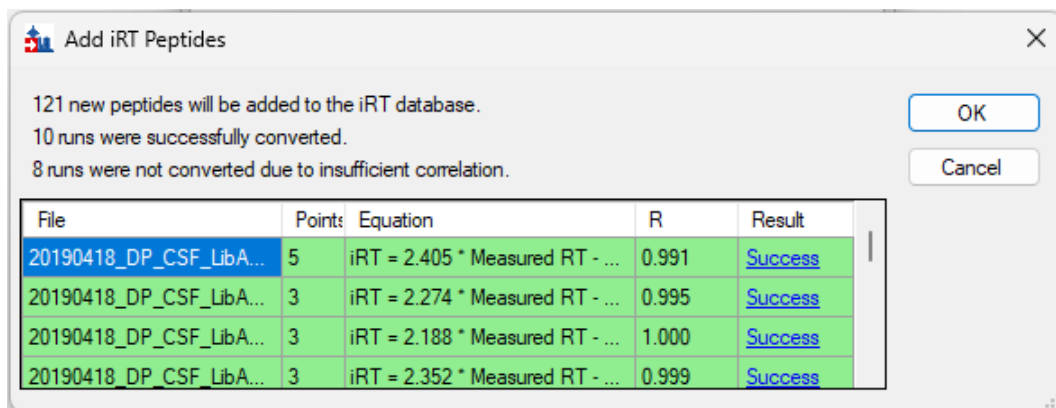 Add iRT Peptides
121 new peptides will be added to the iRT database.
10 runs were successfully converted.
8 runs were not converted due to insufficient correlation.
OK
Cancel
File Points Equation R Result
20190418_DP_CSF_LibA... 5 iRT = 2.405 * Measured RT - ... 0.991 Success
20190418_DP_CSF_LibA... 3 iRT = 2.274 * Measured RT - ... 0.995 Success
20190418_DP_CSF_LibA... 3 iRT = 2.188 * Measured RT - ... 1.000 Success
20190418_DP_CSF_LibA... 3 iRT = 2.352 * Measured RT - ... 0.999 Success